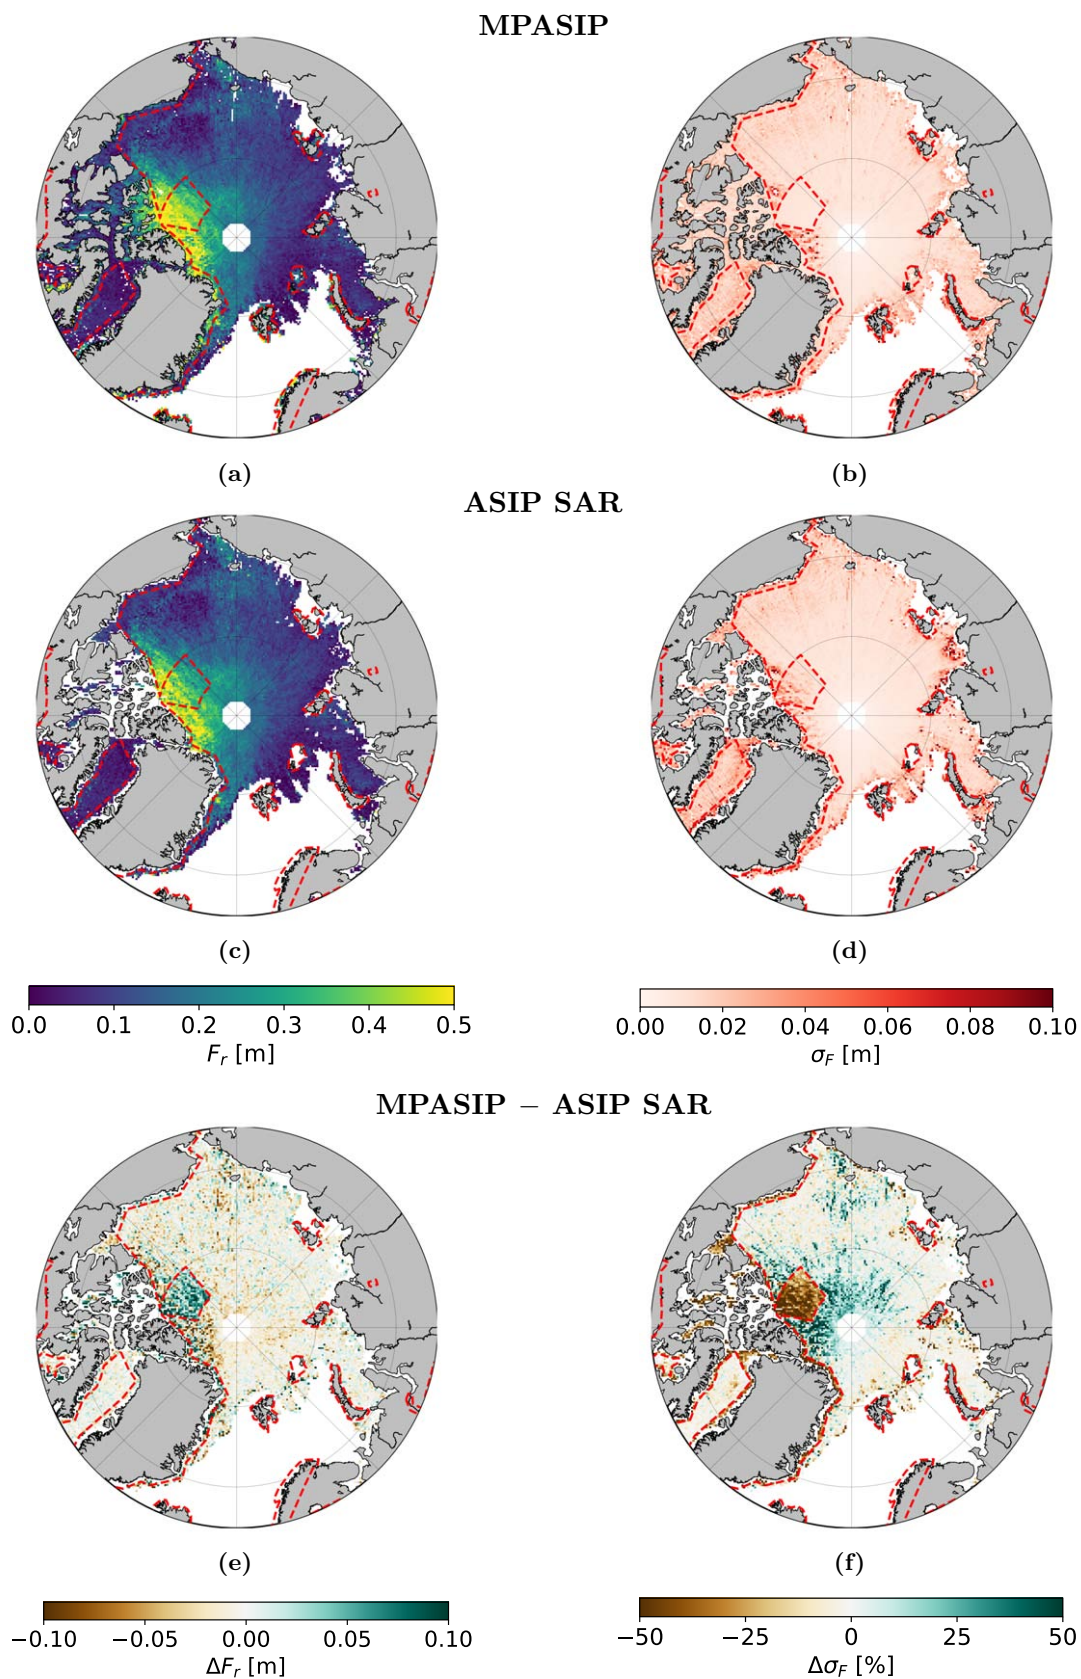 MPASIP
(a) (b)
ASIP SAR
(c) (d)
0.0 0.1 0.2 0.3 0.4 0.5
F_r [m]
0.00 0.02 0.04 0.06 0.08 0.10
σ_F [m]
MPASIP − ASIP SAR
(e) (f)
−0.10 −0.05 0.00 0.05 0.10
ΔF_r [m]
−50 −25 0 25 50
Δσ_F [%]